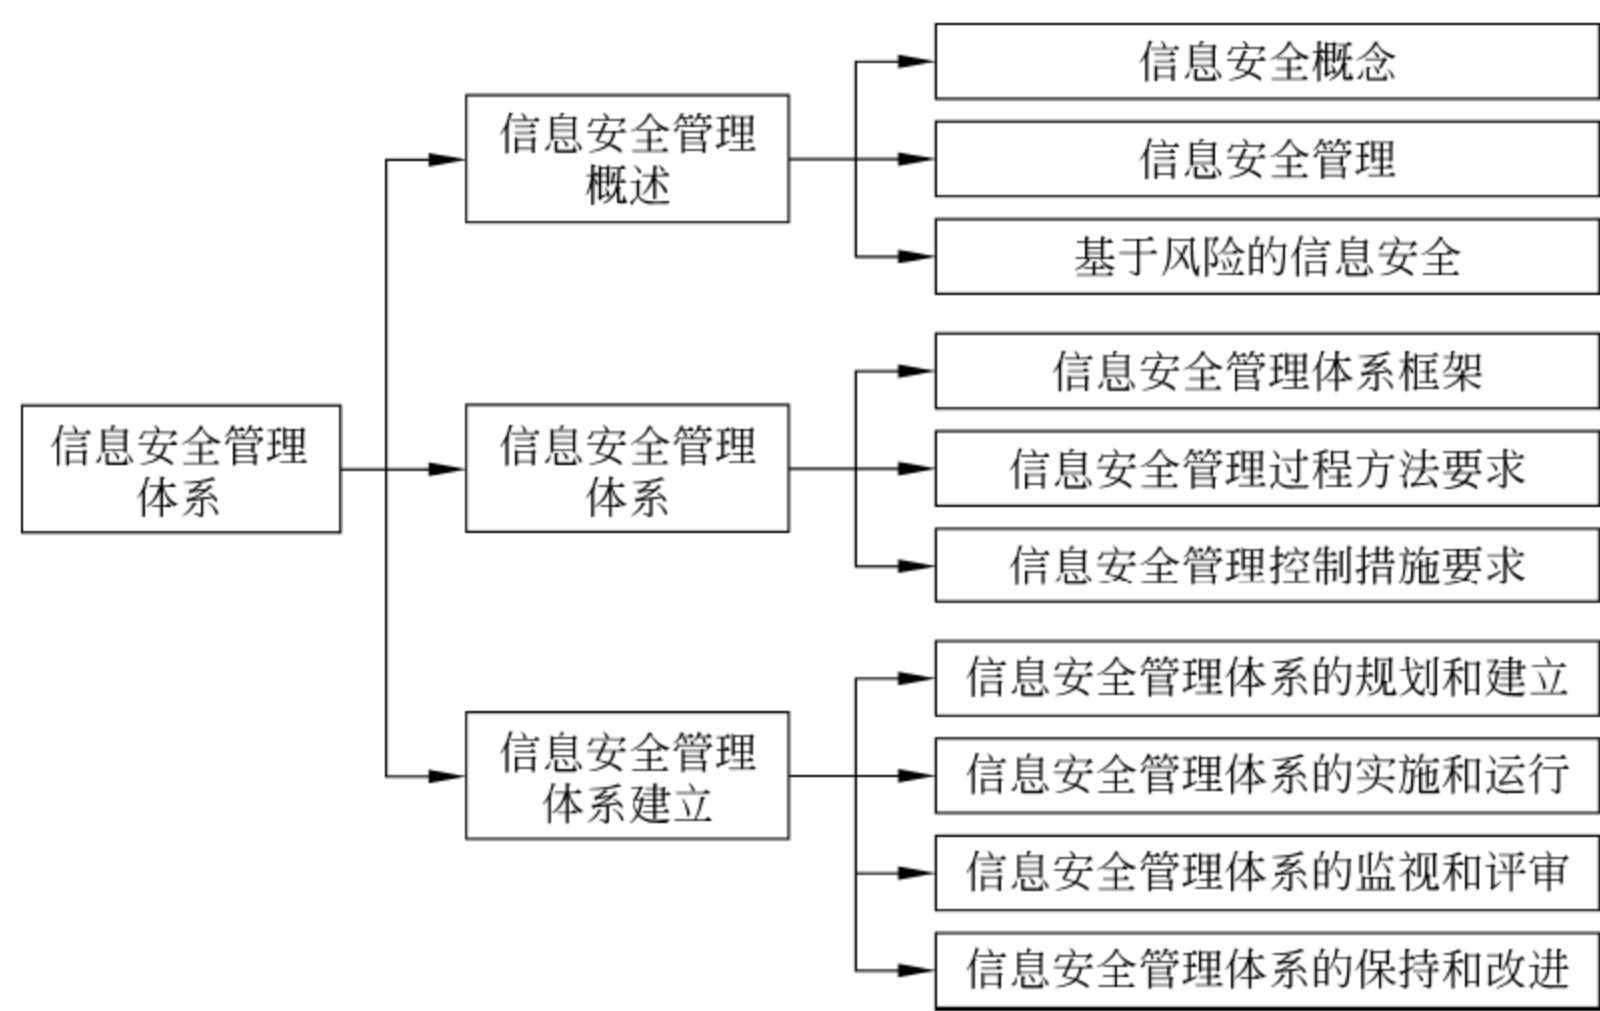 信息安全管理
体系
信息安全管理
概述
信息安全概念
信息安全管理
基于风险的信息安全
信息安全管理
体系
信息安全管理体系框架
信息安全管理过程方法要求
信息安全管理控制措施要求
信息安全管理
体系建立
信息安全管理体系的规划和建立
信息安全管理体系的实施和运行
信息安全管理体系的监视和评审
信息安全管理体系的保持和改进